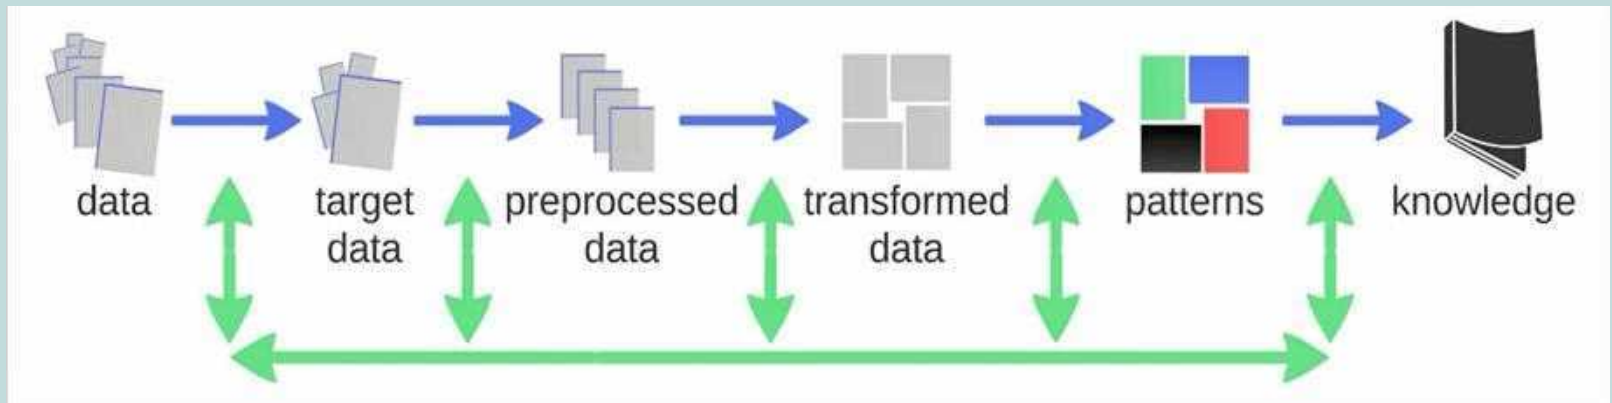 data
target
data
preprocessed
data
transformed
data
patterns
knowledge